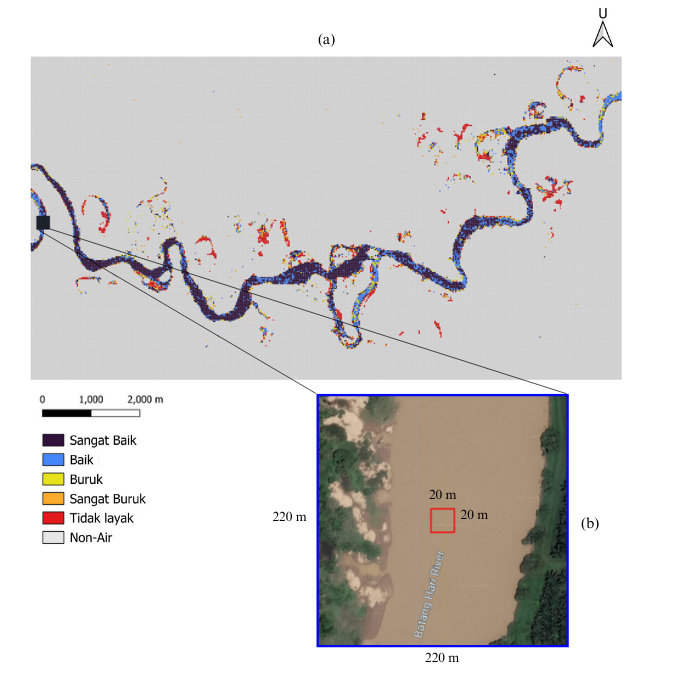 U
(a)
0 1,000 2,000 m
Sangat Baik
Baik
Buruk
Sangat Buruk
Tidak layak
Non-Air
20 m
20 m
220 m
(b)
Batang Hari River
220 m